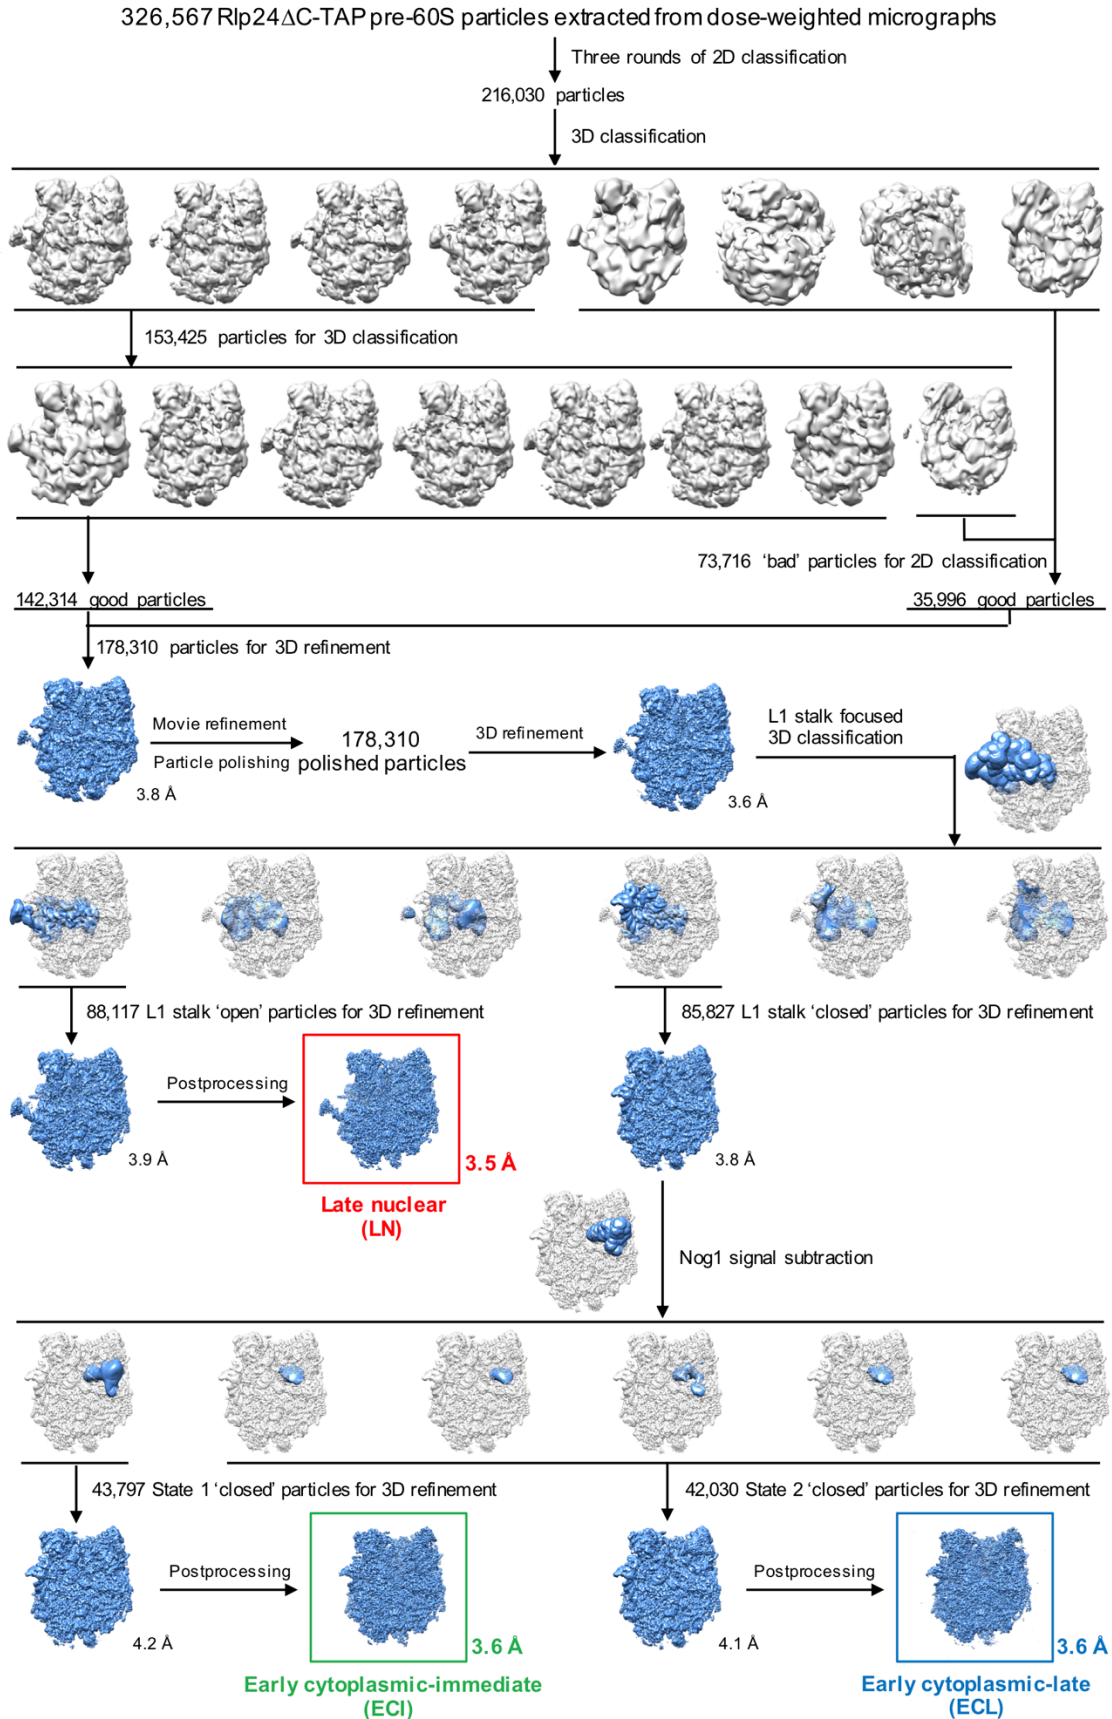 326,567 Rlp24ΔC-TAP pre-60S particles extracted from dose-weighted micrographs
Three rounds of 2D classification
216,030 particles
3D classification
153,425 particles for 3D classification
73,716 ‘bad’ particles for 2D classification
142,314 good particles
35,996 good particles
178,310 particles for 3D refinement
Movie refinement
Particle polishing
178,310
polished particles
3D refinement
L1 stalk focused
3D classification
3.8 Å
3.6 Å
88,117 L1 stalk ‘open’ particles for 3D refinement
85,827 L1 stalk ‘closed’ particles for 3D refinement
Postprocessing
3.9 Å
3.5 Å
3.8 Å
Late nuclear
(LN)
Nog1 signal subtraction
43,797 State 1 ‘closed’ particles for 3D refinement
42,030 State 2 ‘closed’ particles for 3D refinement
Postprocessing
Postprocessing
4.2 Å
3.6 Å
4.1 Å
3.6 Å
Early cytoplasmic-immediate
(ECI)
Early cytoplasmic-late
(ECL)